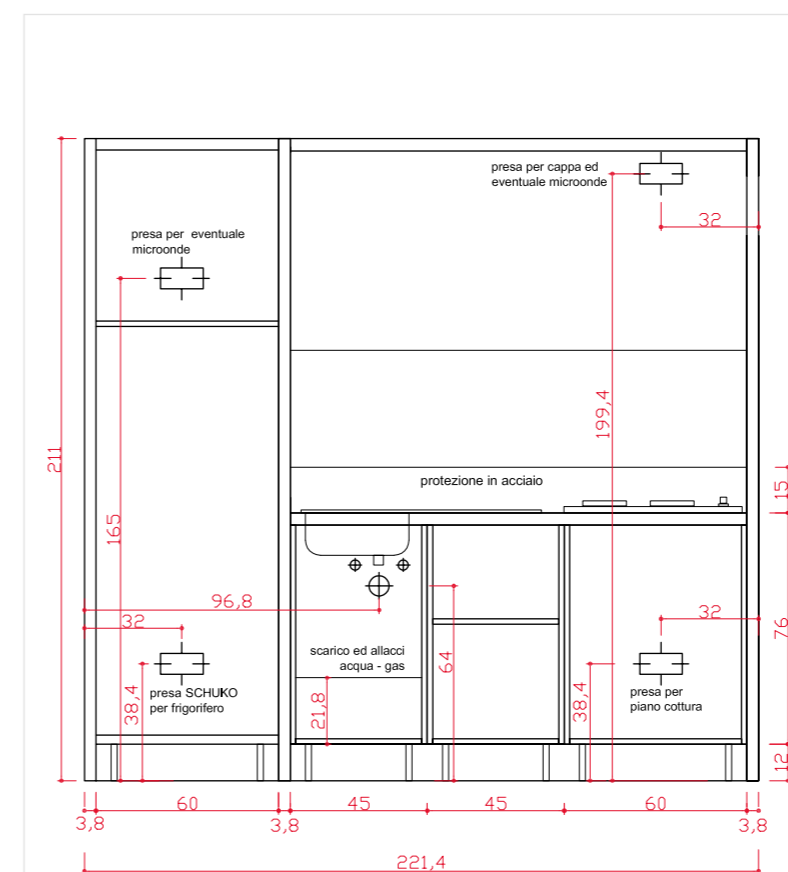 presa per cappa ed
eventuale microonde
32
presa per eventuale
microonde
199,4
211
protezione in acciaio
15
165
96,8
32
32
76
scarico ed allacci
acqua - gas
64
38,4
presa SCHUKO
per frigorifero
21,8
38,4
presa per
piano cottura
12
60
45
45
60
3,8
3,8
3,8
221,4